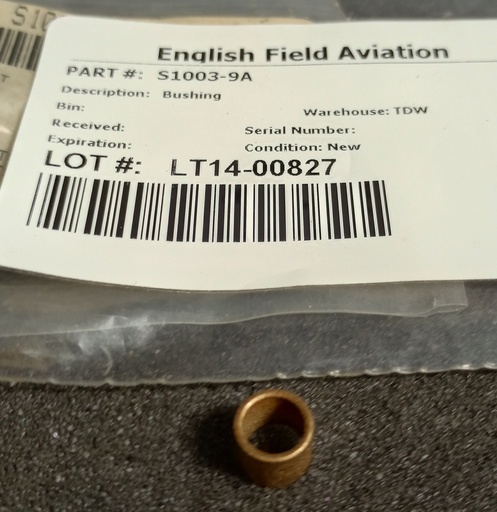 S10
English Field Aviation
PART #: S1003-9A
Description: Bushing
Bin:
Warehouse: TDW
Received:
Serial Number:
Expiration:
Condition: New
LOT #: LT14-00827